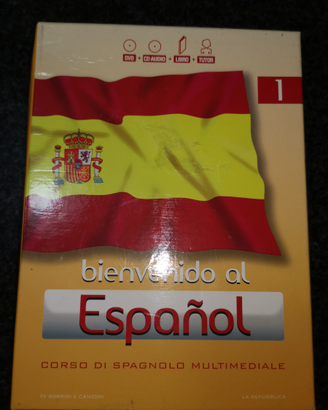 DVD + CD-AUDIO + LIBRO + TUTOR
1
bienvenido al
Español
CORSO DI SPAGNOLO MULTIMEDIALE
LA REPUBBLICA